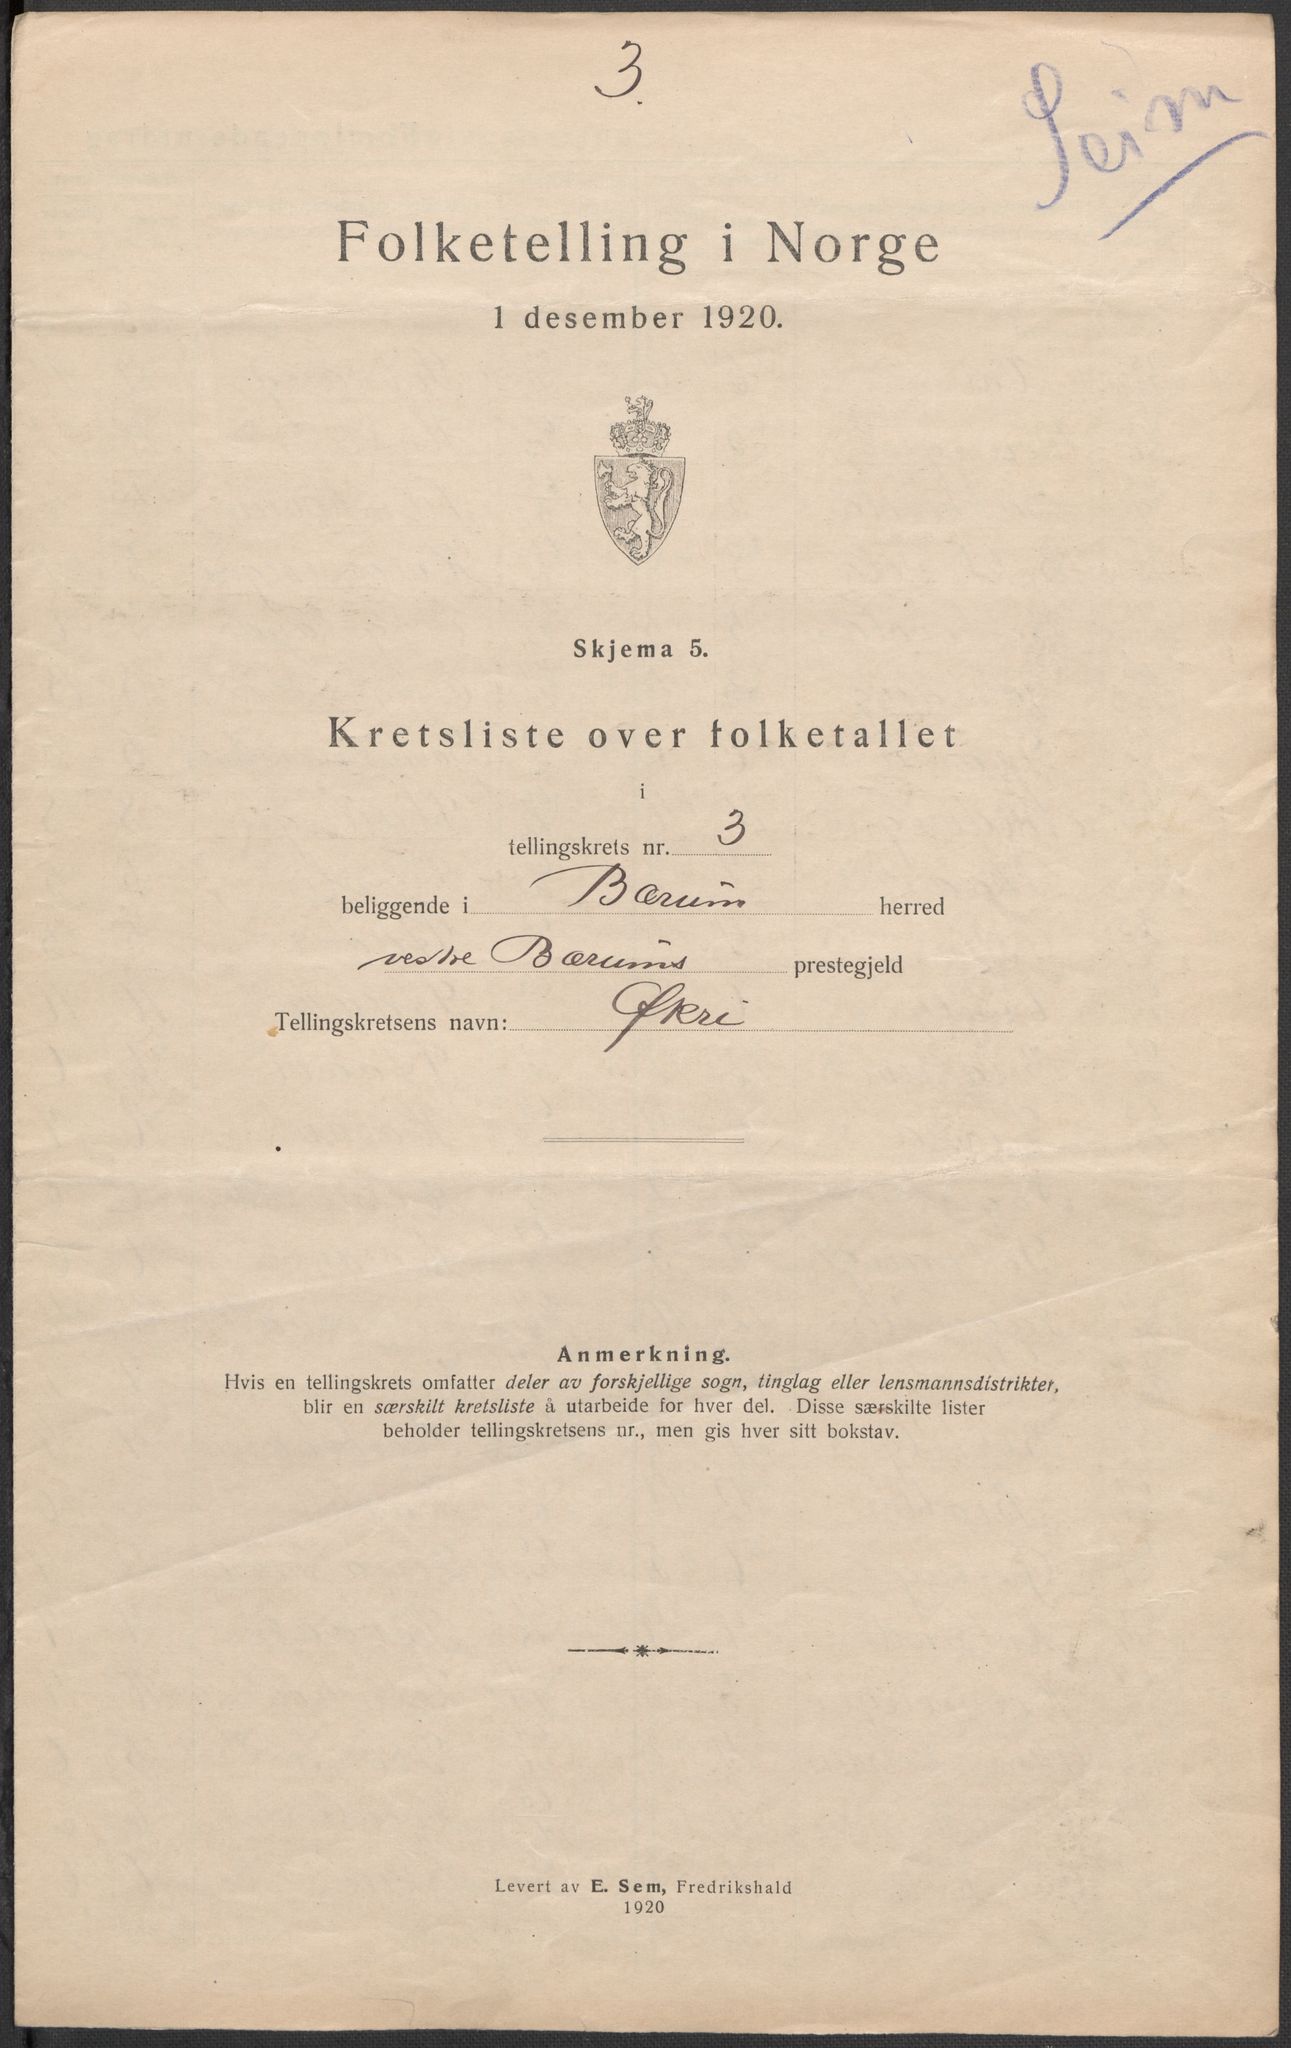 3.
Seim
Folketelling i Norge
1 desember 1920.
Skjema 5.
Kretsliste over folketallet
i
tellingskrets nr. 3
beliggende i Bærum herred
vestre Bærums prestegjeld
Tellingskretsens navn: Økri
Anmerkning.
Hvis en tellingskrets omfatter deler av forskjellige sogn, tinglag eller lensmannsdistrikter,
blir en særskilt kretsliste å utarbeide for hver del. Disse særskilte lister
beholder tellingskretsens nr., men gis hver sitt bokstav.
Levert av E. Sem, Fredrikshald
1920